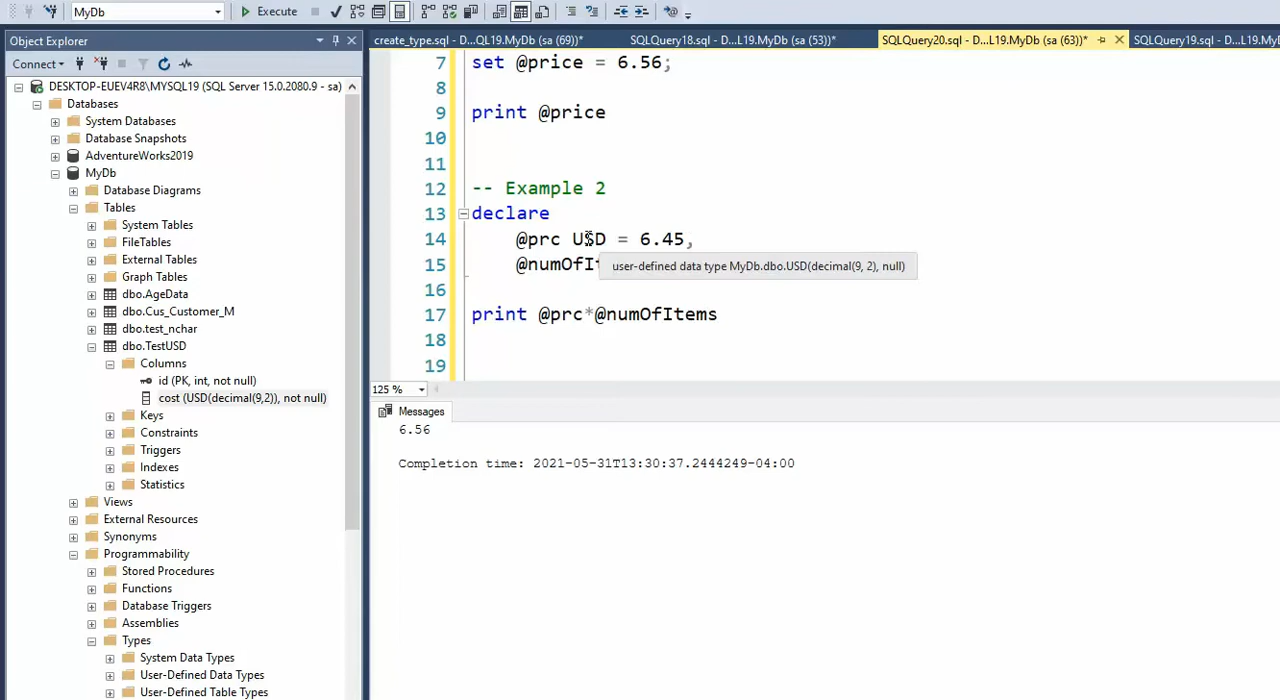 MyDb
Execute
Object Explorer
Connect
DESKTOP-EUEV4R8\MYSQL19 (SQL Server 15.0.2080.9 - sa)
Databases
System Databases
Database Snapshots
AdventureWorks2019
MyDb
Database Diagrams
Tables
System Tables
FileTables
External Tables
Graph Tables
dbo.AgeData
dbo.Cus_Customer_M
dbo.test_nchar
dbo.TestUSD
Columns
id (PK, int, not null)
cost (USD(decimal(9,2)), not null)
Keys
Constraints
Triggers
Indexes
Statistics
Views
External Resources
Synonyms
Programmability
Stored Procedures
Functions
Database Triggers
Assemblies
Types
System Data Types
User-Defined Data Types
User-Defined Table Types
create_type.sql - D...QL19.MyDb (sa (69))*
SQLQuery18.sql - D...L19.MyDb (sa (53))*
SQLQuery20.sql - D...L19.MyDb (sa (63))*
SQLQuery19.sql - D...L19.MyD
7 set @price = 6.56;
8
9 print @price
10
11
12 -- Example 2
13 declare
14 @prc USD = 6.45,
15 @numOfIt
user-defined data type MyDb.dbo.USD(decimal(9, 2), null)
16
17 print @prc*@numOfItems
18
19
125 %
Messages
6.56
Completion time: 2021-05-31T13:30:37.2444249-04:00